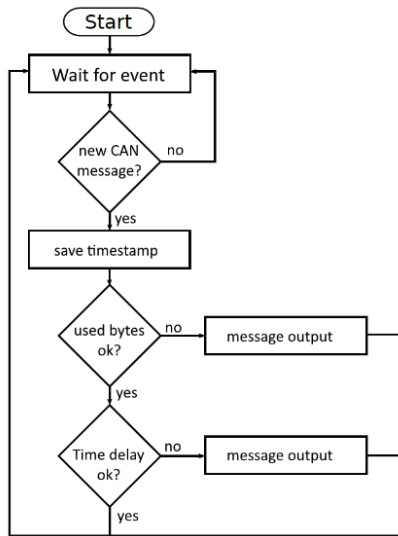 Start
Wait for event
new CAN
message?
no
yes
save timestamp
used bytes
ok?
no
message output
yes
Time delay
ok?
no
message output
yes